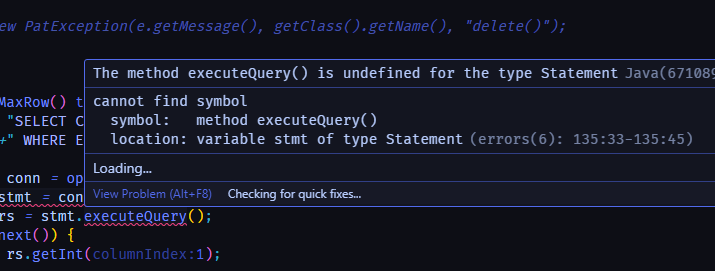 ew PatException(e.getMessage(), getClass().getName(), "delete()");
The method executeQuery() is undefined for the type Statement Java(671089
cannot find symbol
symbol: method executeQuery()
location: variable stmt of type Statement (errors(6): 135:33-135:45)
Loading...
View Problem (Alt+F8) Checking for quick fixes...
MaxRow() t
"SELECT C
+" WHERE E
conn = op
stmt = con
rs = stmt.executeQuery();
next()) {
rs.getInt(columnIndex:1);